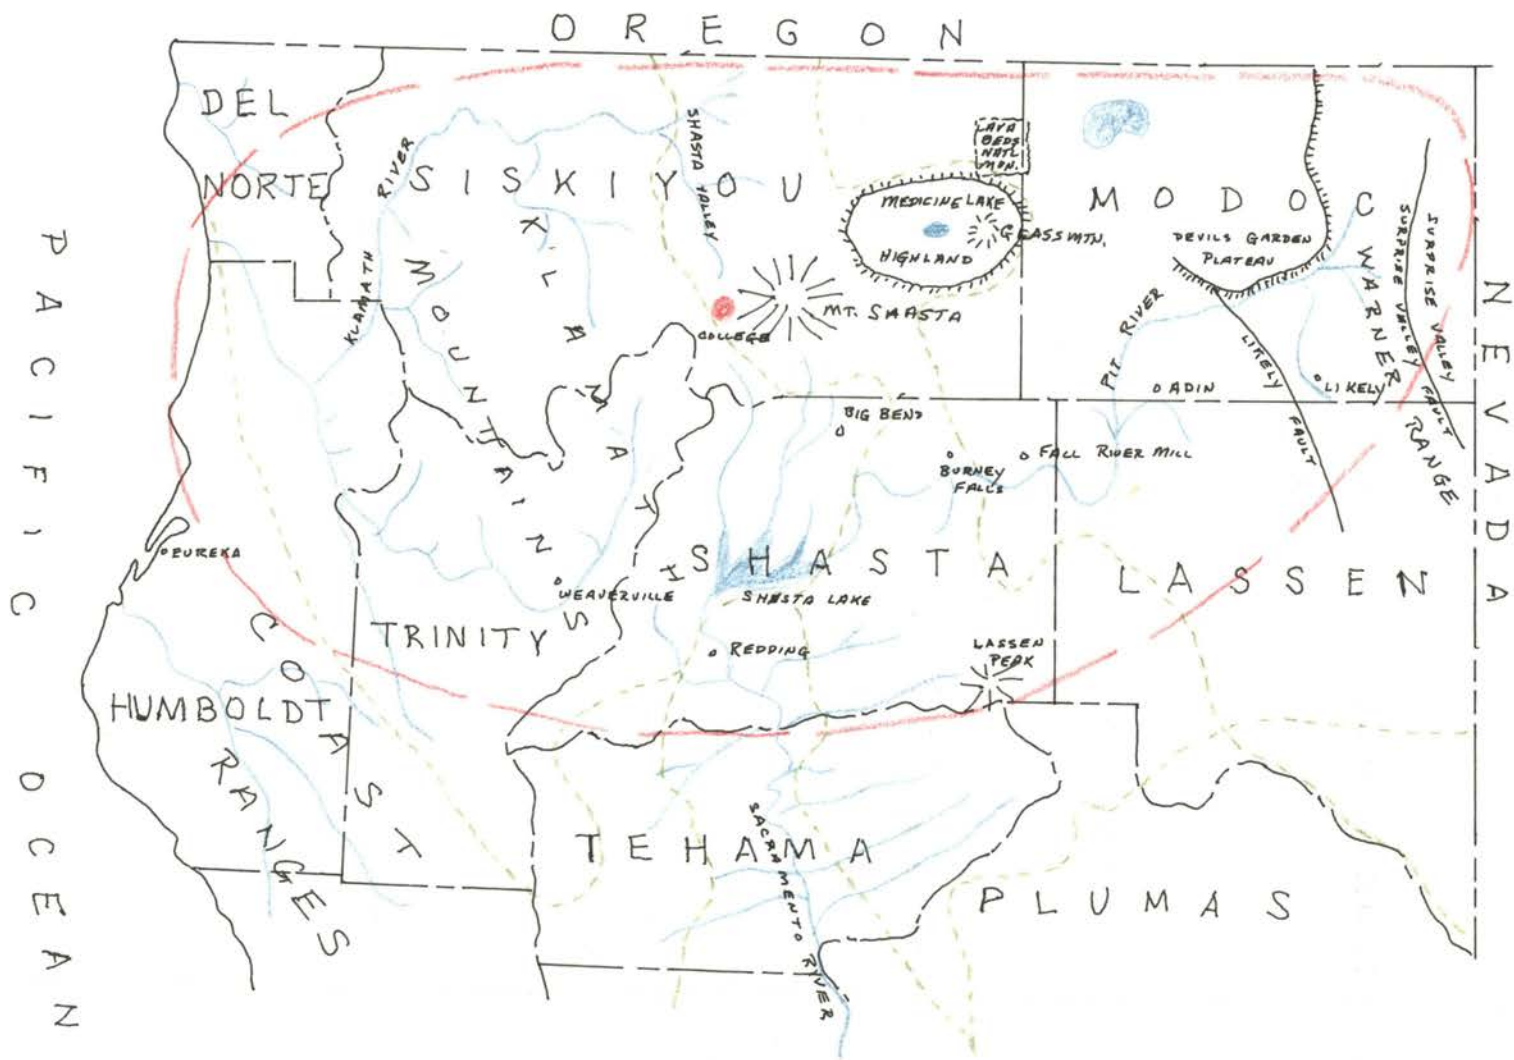 OREGON
DEL
NORTE
SISKIYOU
KLAMATH RIVER
SHASTA VALLEY
LAVA
BEDS
NATL
MON.
MEDICINE LAKE
HIGHLAND
GLASS MTN.
MODOC
DEVILS GARDEN
PLATEAU
WARNER RANGE
SURPRISE VALLEY
SURPRISE VALLEY FAULT
NEVADA
PACIFIC OCEAN
KLAMATH
MOUNTAINS
COLLEGE
MT. SHASTA
PIT RIVER
LIKELY FAULT
ADIN
LIKELY
BIG BEND
BURNEY
FALLS
FALL RIVER MILL
EUREKA
WEAVERVILLE
SHASTA
SHASTA LAKE
LASSEN
TRINITY
REDDING
LASSEN
PEAK
HUMBOLDT
COAST
RANGES
TEHAMA
SACRAMENTO RIVER
PLUMAS